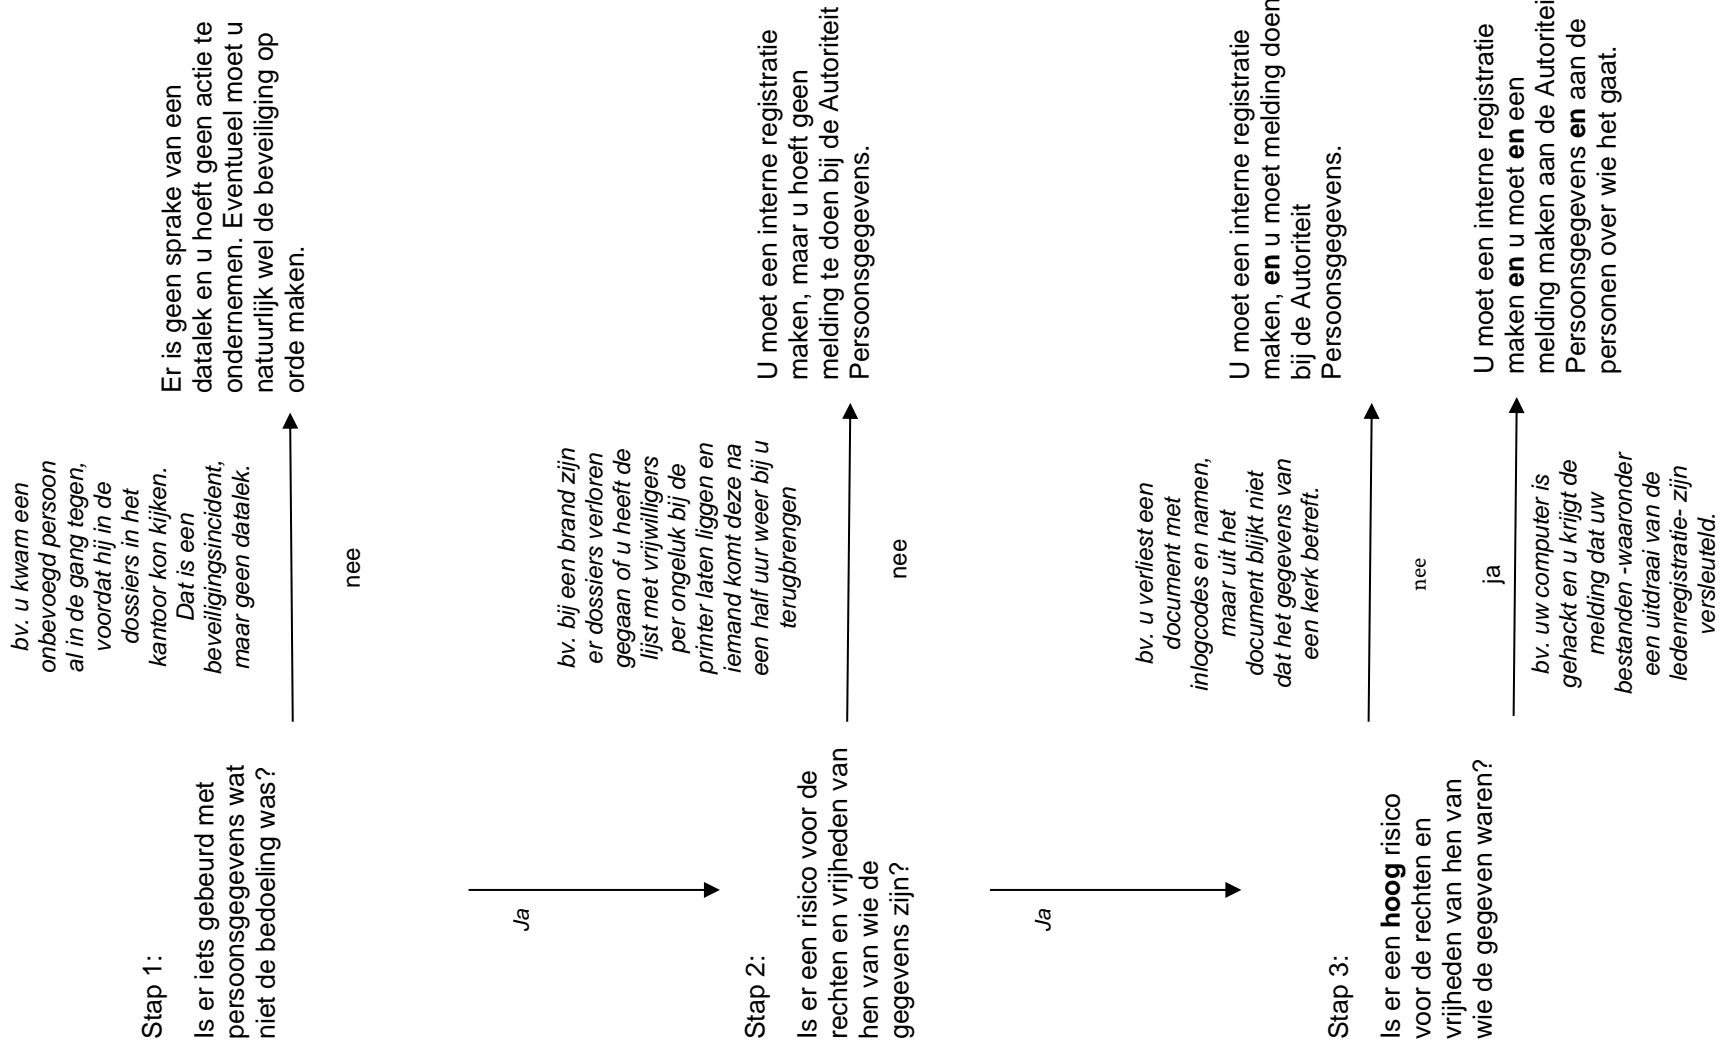 Stap 1:
Is er iets gebeurd met
persoonsgegevens wat
niet de bedoeling was?
bv. u kwam een
onbevoegd persoon
al in de gang tegen,
voordat hij in de
dossiers in het
kantoor kon kijken.
Dat is een
beveiligingsincident,
maar geen datalek.
nee
Er is geen sprake van een
datalek en u hoeft geen actie te
ondernemen. Eventueel moet u
natuurlijk wel de beveiliging op
orde maken.
Ja
Stap 2:
Is er een risico voor de
rechten en vrijheden van
hen van wie de
gegevens zijn?
bv. bij een brand zijn
er dossiers verloren
gegaan of u heeft de
lijst met vrijwilligers
per ongeluk bij de
printer laten liggen en
iemand komt deze na
een half uur weer bij u
terugbrengen
nee
U moet een interne registratie
maken, maar u hoeft geen
melding te doen bij de Autoriteit
Persoonsgegevens.
Ja
Stap 3:
Is er een hoog risico
voor de rechten en
vrijheden van hen van
wie de gegeven waren?
bv. u verliest een
document met
inlogcodes en namen,
maar uit het
document blijkt niet
dat het gegevens van
een kerk betreft.
nee
U moet een interne registratie
maken, en u moet melding doen
bij de Autoriteit
Persoonsgegevens.
ja
bv. uw computer is
gehackt en u krijgt de
melding dat uw
bestanden -waaronder
een uitdraai van de
ledenregistratie- zijn
versleuteld.
U moet een interne registratie
maken en u moet en een
melding maken aan de Autoriteit
Persoonsgegevens en aan de
personen over wie het gaat.